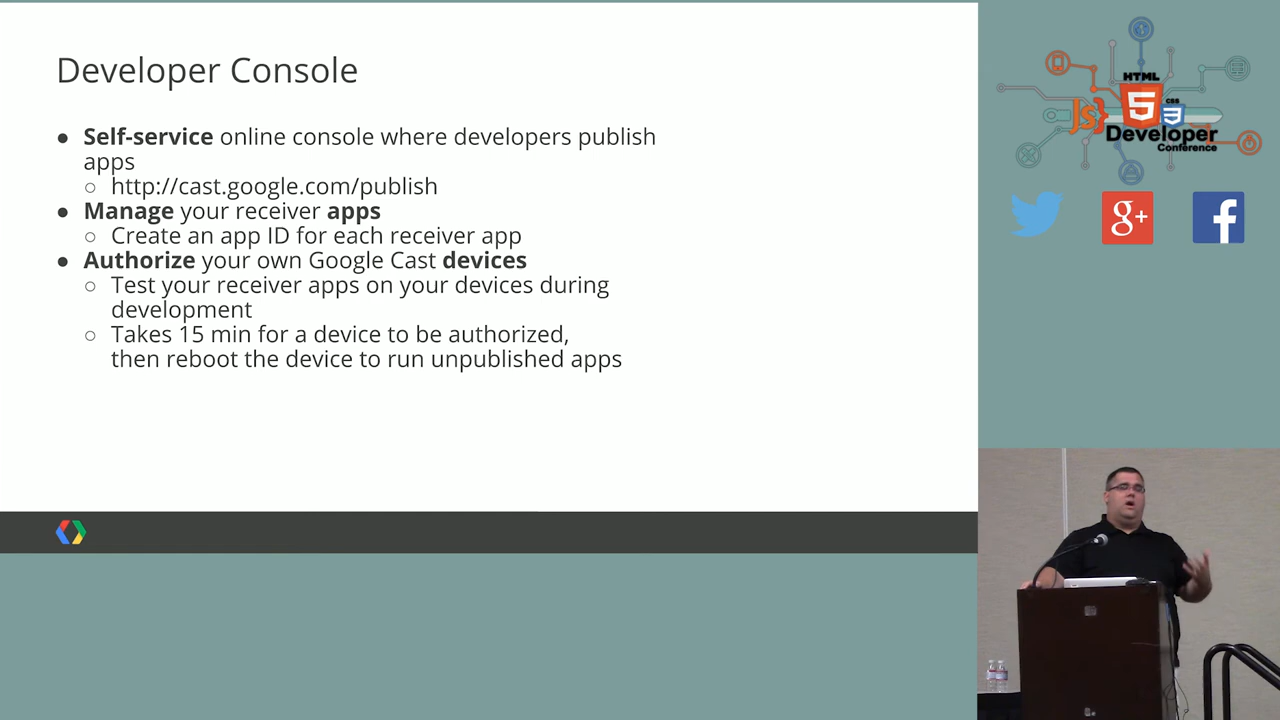 Developer Console
● Self-service online console where developers publish
apps
○ http://cast.google.com/publish
● Manage your receiver apps
○ Create an app ID for each receiver app
● Authorize your own Google Cast devices
○ Test your receiver apps on your devices during
development
○ Takes 15 min for a device to be authorized,
then reboot the device to run unpublished apps
HTML
5
JS}
CSS
3
Developer
Conference
g+
f